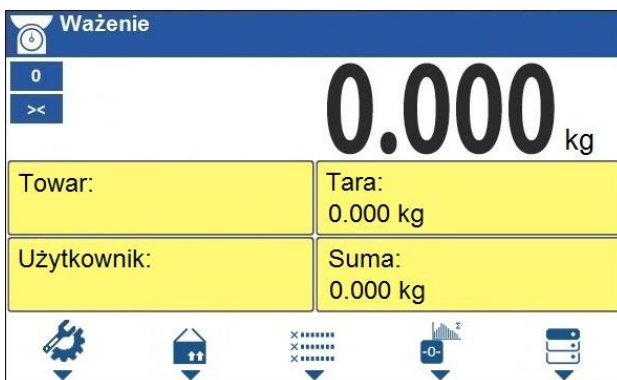 Ważenie
0
><
0.000 kg
Towar:
Tara:
0.000 kg
Użytkownik:
Suma:
0.000 kg
Σ
-0-